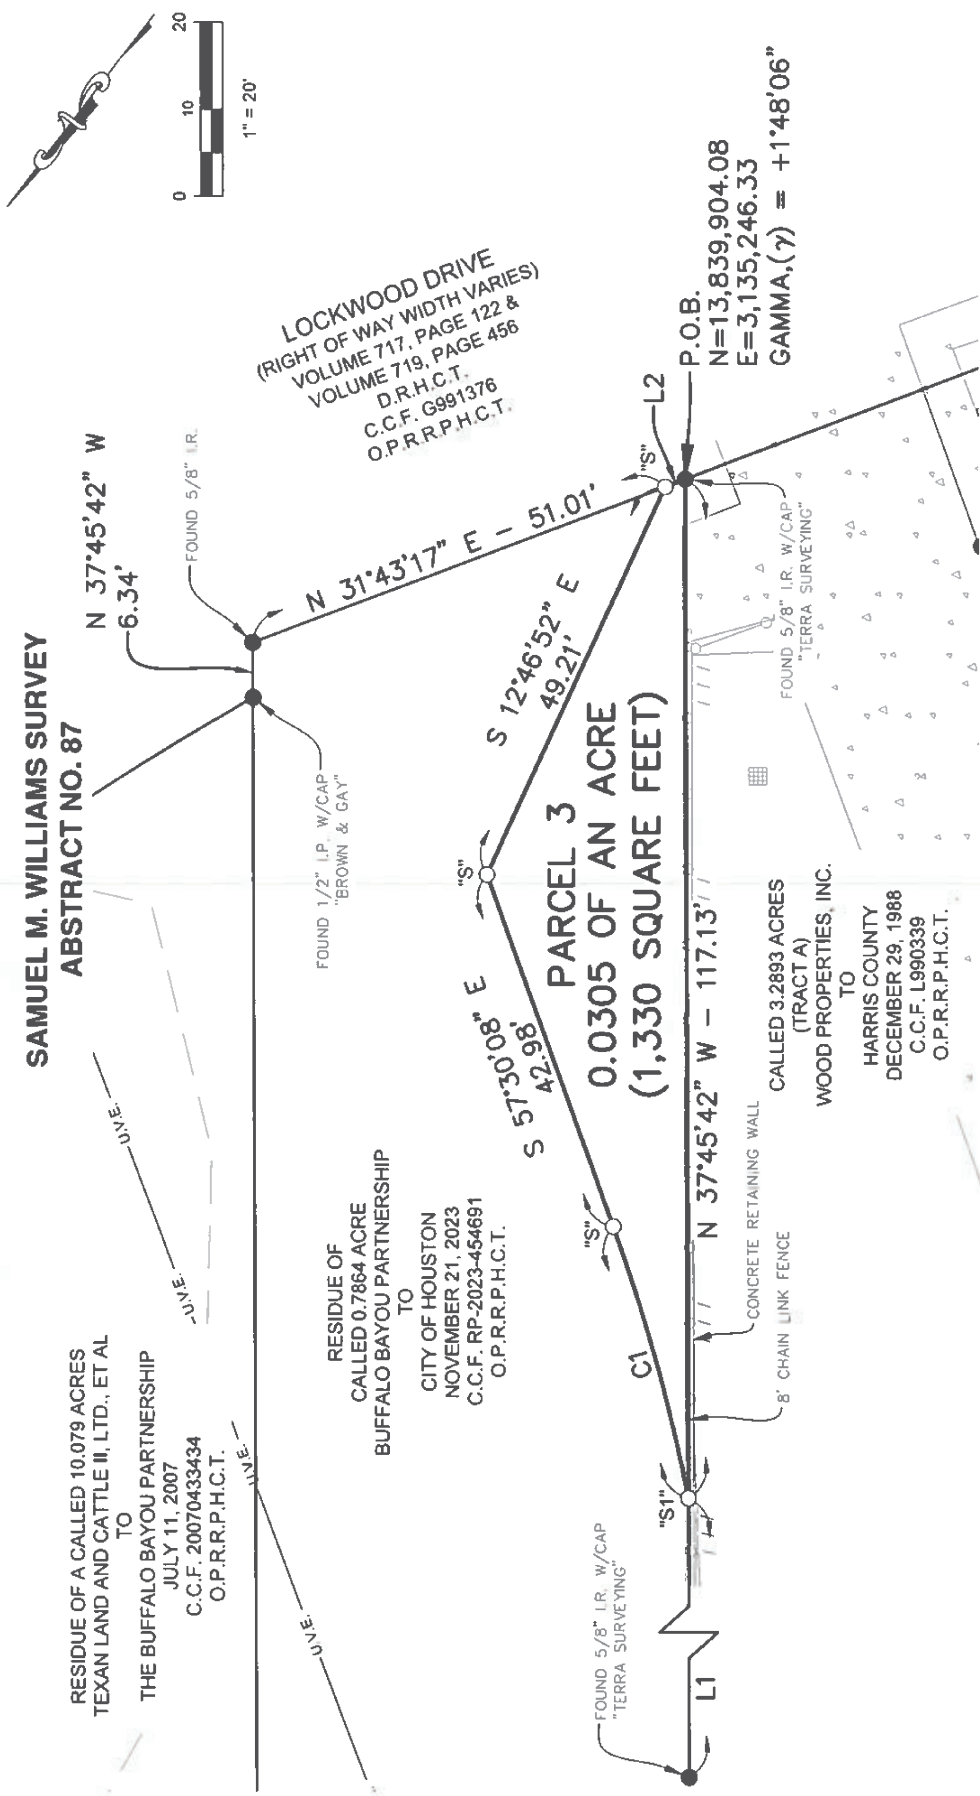 SAMUEL M. WILLIAMS SURVEY
ABSTRACT NO. 87
N
0
10
20
1" = 20'
N 37°45'42" W
6.34'
FOUND 5/8" I.R.
LOCKWOOD DRIVE
(RIGHT OF WAY WIDTH VARIES)
VOLUME 717, PAGE 122 &
VOLUME 719, PAGE 456
D.R.H.C.T.
C.C.F. G991376
O.P.R.R.P.H.C.T.
N 31°43'17" E – 51.01'
FOUND 1/2" I.P. W/CAP
"BROWN & GAY"
U.V.E.
U.V.E.
U.V.E.
U.V.E.
RESIDUE OF A CALLED 10.079 ACRES
TEXAN LAND AND CATTLE II, LTD., ET AL
TO
THE BUFFALO BAYOU PARTNERSHIP
JULY 11, 2007
C.C.F. 20070433434
O.P.R.R.P.H.C.T.
RESIDUE OF
CALLED 0.7864 ACRE
BUFFALO BAYOU PARTNERSHIP
TO
CITY OF HOUSTON
NOVEMBER 21, 2023
C.C.F. RP-2023-454691
O.P.R.R.P.H.C.T.
"S"
S 12°46'52" E
49.21'
"S"
S 57°30'08" E
42.98'
"S"
C1
"S1"
PARCEL 3
0.0305 OF AN ACRE
(1,330 SQUARE FEET)
L2
P.O.B.
N=13,839,904.08
E=3,135,246.33
GAMMA,(γ) = +1°48'06"
FOUND 5/8" I.R. W/CAP
"TERRA SURVEYING"
L1
N 37°45'42" W – 117.13'
CONCRETE RETAINING WALL
8' CHAIN LINK FENCE
FOUND 5/8" I.R. W/CAP
"TERRA SURVEYING"
CALLED 3.2893 ACRES
(TRACT A)
WOOD PROPERTIES, INC.
TO
HARRIS COUNTY
DECEMBER 29, 1988
C.C.F. L990339
O.P.R.R.P.H.C.T.